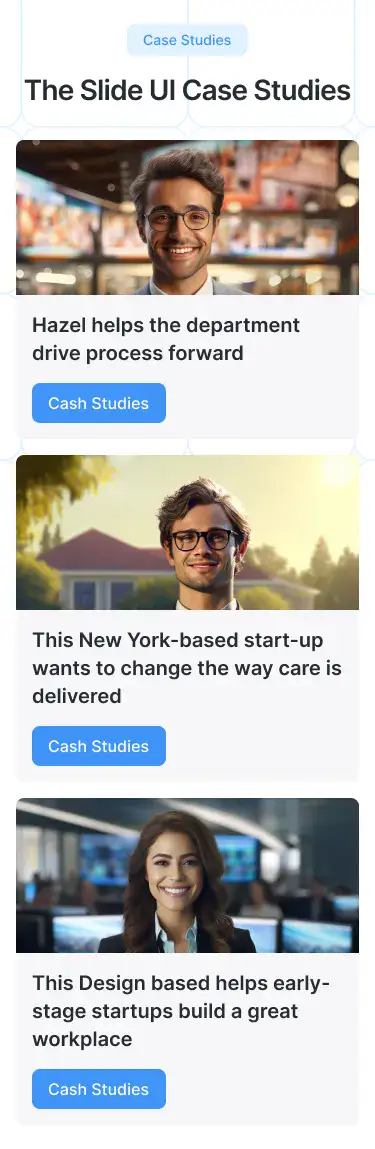 Case Studies
The Slide UI Case Studies
Hazel helps the department
drive process forward
Cash Studies
This New York-based start-up
wants to change the way care is
delivered
Cash Studies
This Design based helps early-
stage startups build a great
workplace
Cash Studies